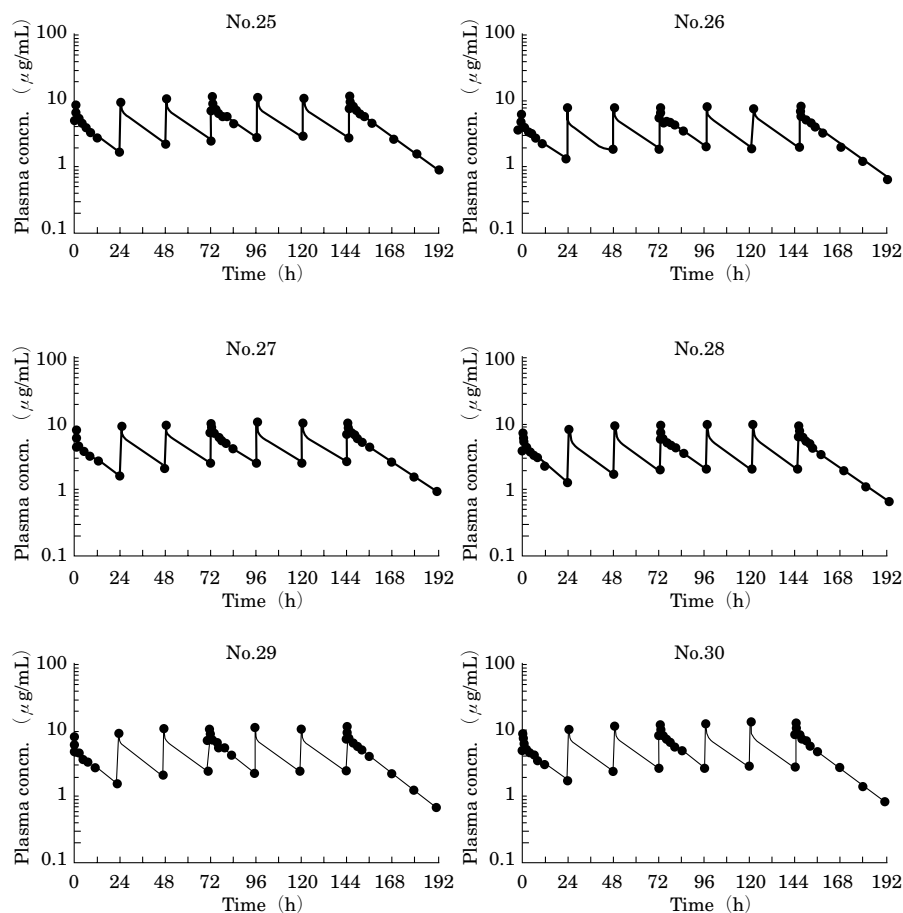 No.25
Plasma concn. (μg/mL)
100
10
1
0.1
0 24 48 72 96 120 144 168 192
Time (h)
No.26
Plasma concn. (μg/mL)
100
10
1
0.1
0 24 48 72 96 120 144 168 192
Time (h)
No.27
Plasma concn. (μg/mL)
100
10
1
0.1
0 24 48 72 96 120 144 168 192
Time (h)
No.28
Plasma concn. (μg/mL)
100
10
1
0.1
0 24 48 72 96 120 144 168 192
Time (h)
No.29
Plasma concn. (μg/mL)
100
10
1
0.1
0 24 48 72 96 120 144 168 192
Time (h)
No.30
Plasma concn. (μg/mL)
100
10
1
0.1
0 24 48 72 96 120 144 168 192
Time (h)